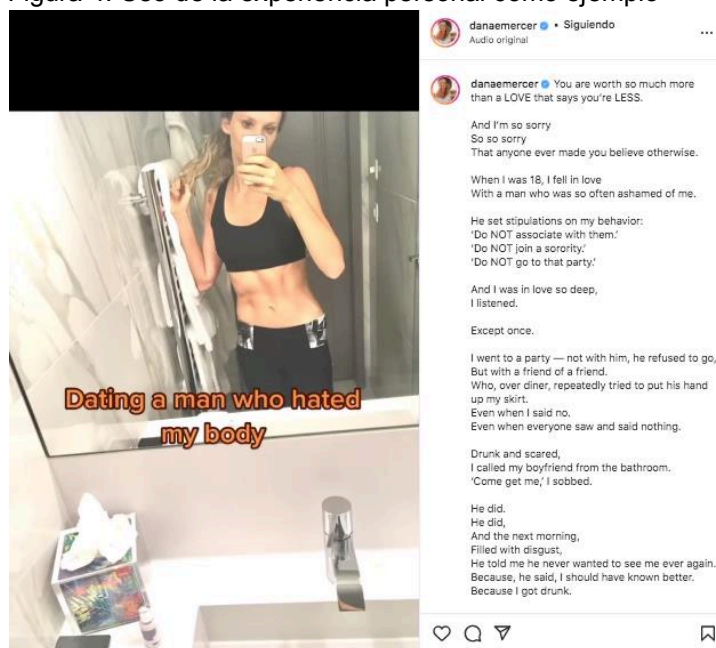 Figura Uso de la experiencia personal como ejemplo
danaemercer • Siguiendo
Audio original
...
danaemercer You are worth so much more
than a LOVE that says you're LESS.
And I'm so sorry
So so sorry
That anyone ever made you believe otherwise.
When I was 18, I fell in love
With a man who was so often ashamed of me.
He set stipulations on my behavior:
'Do NOT associate with them.'
'Do NOT join a sorority.'
'Do NOT go to that party.'
And I was in love so deep,
I listened.
Except once.
I went to a party — not with him, he refused to go,
But with a friend of a friend.
Who, over diner, repeatedly tried to put his hand
up my skirt.
Even when I said no.
Even when everyone saw and said nothing.
Drunk and scared,
I called my boyfriend from the bathroom.
'Come get me,' I sobbed.
He did.
He did,
And the next morning,
Filled with disgust,
He told me he never wanted to see me ever again.
Because, he said, I should have known better.
Because I got drunk.
Dating a man who hated
my body